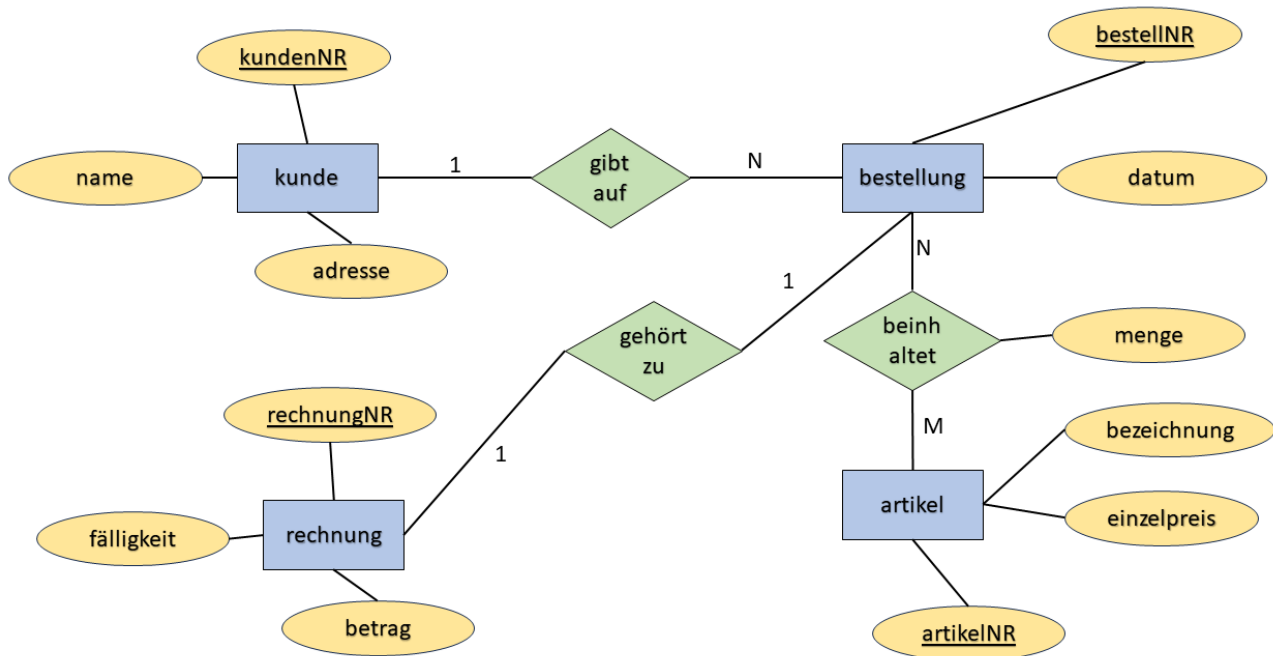 bestellNR
kundenNR
name
kunde
1
gibt
auf
N
bestellung
datum
adresse
N
1
gehört
zu
beinh
altet
menge
rechnungNR
1
M
bezeichnung
fälligkeit
rechnung
artikel
einzelpreis
betrag
artikelNR